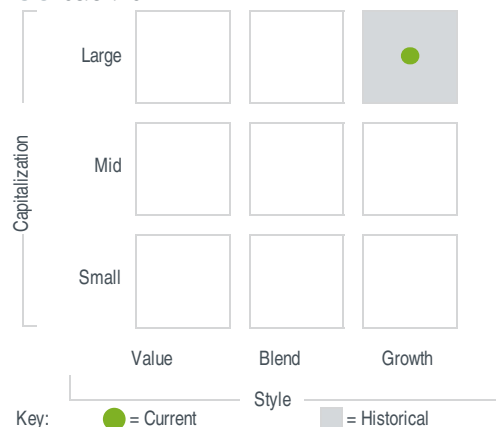 Large
Mid
Small
Capitalization
Value Blend Growth
Style
Key: = Current = Historical